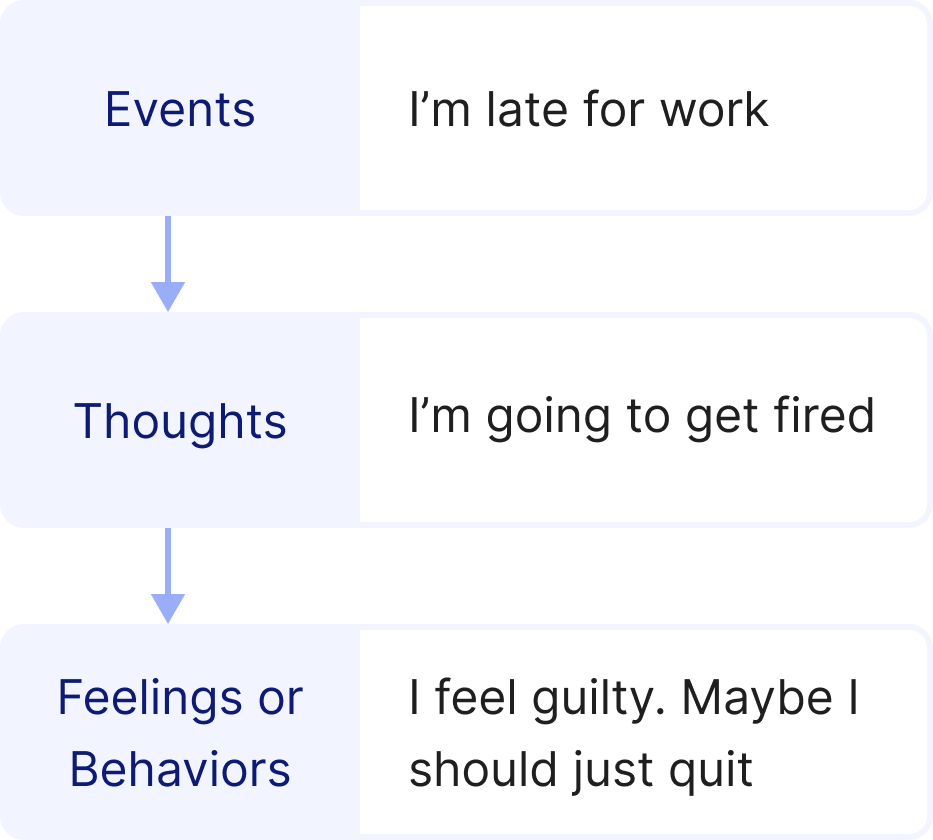 Events
I’m late for work
Thoughts
I’m going to get fired
Feelings or
Behaviors
I feel guilty. Maybe I
should just quit